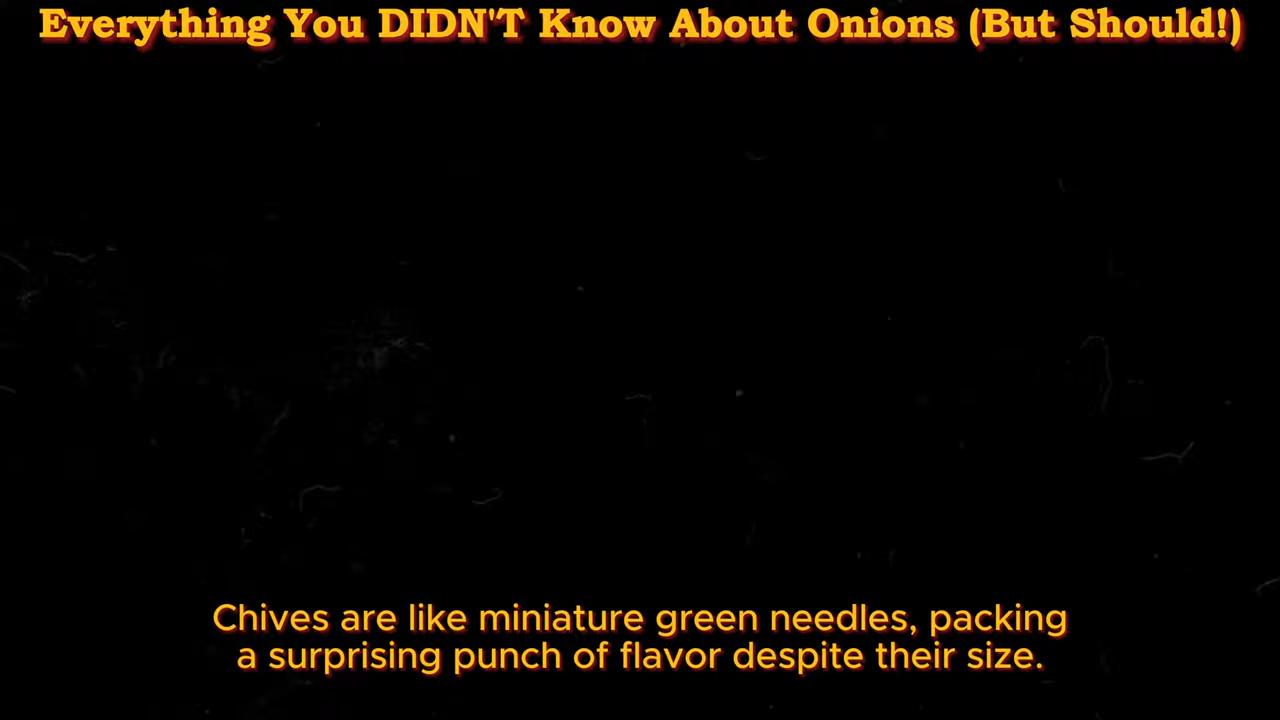 Everything You DIDN'T Know About Onions (But Should!)
Chives are like miniature green needles, packing
a surprising punch of flavor despite their size.